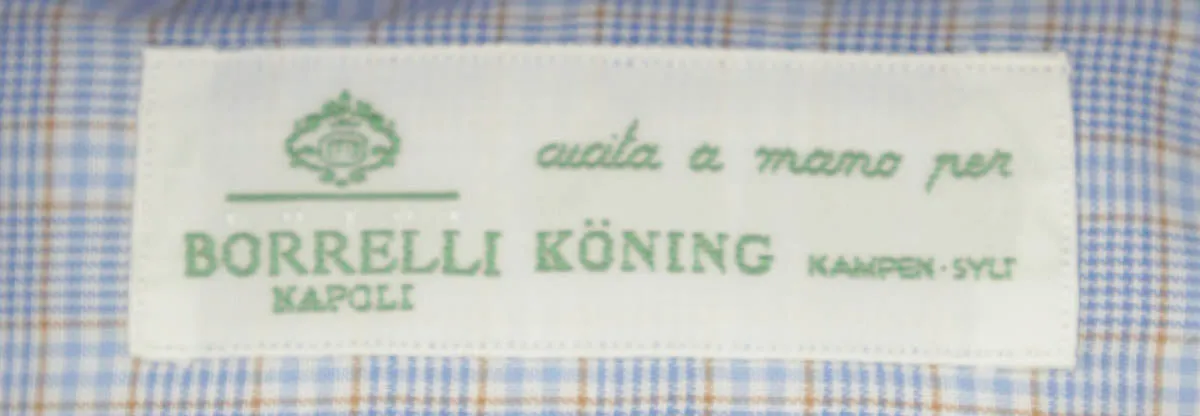 cucita a mano per
BORRELLI KÖNING KAMPEN·SYLT
NAPOLI